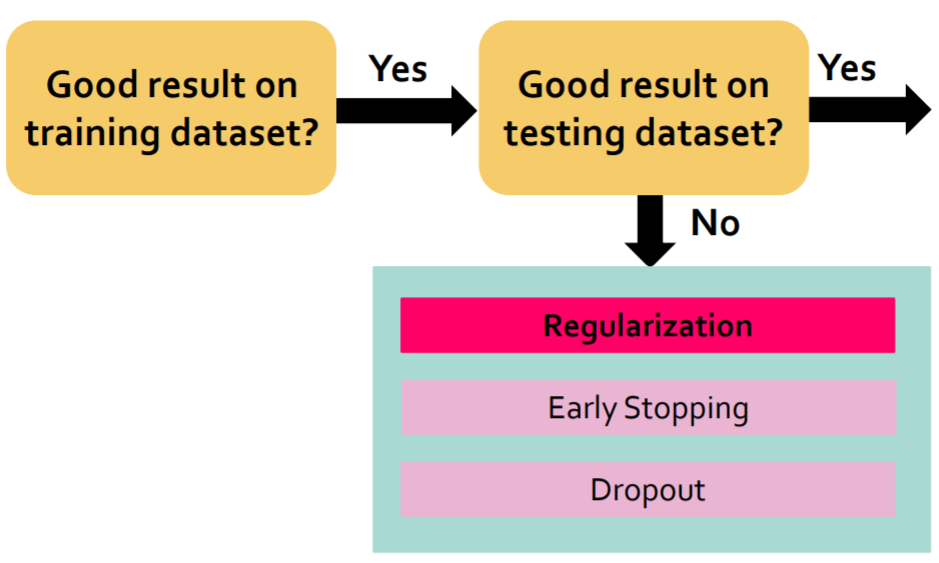 Good result on
training dataset?
Yes
Good result on
testing dataset?
Yes
No
Regularization
Early Stopping
Dropout